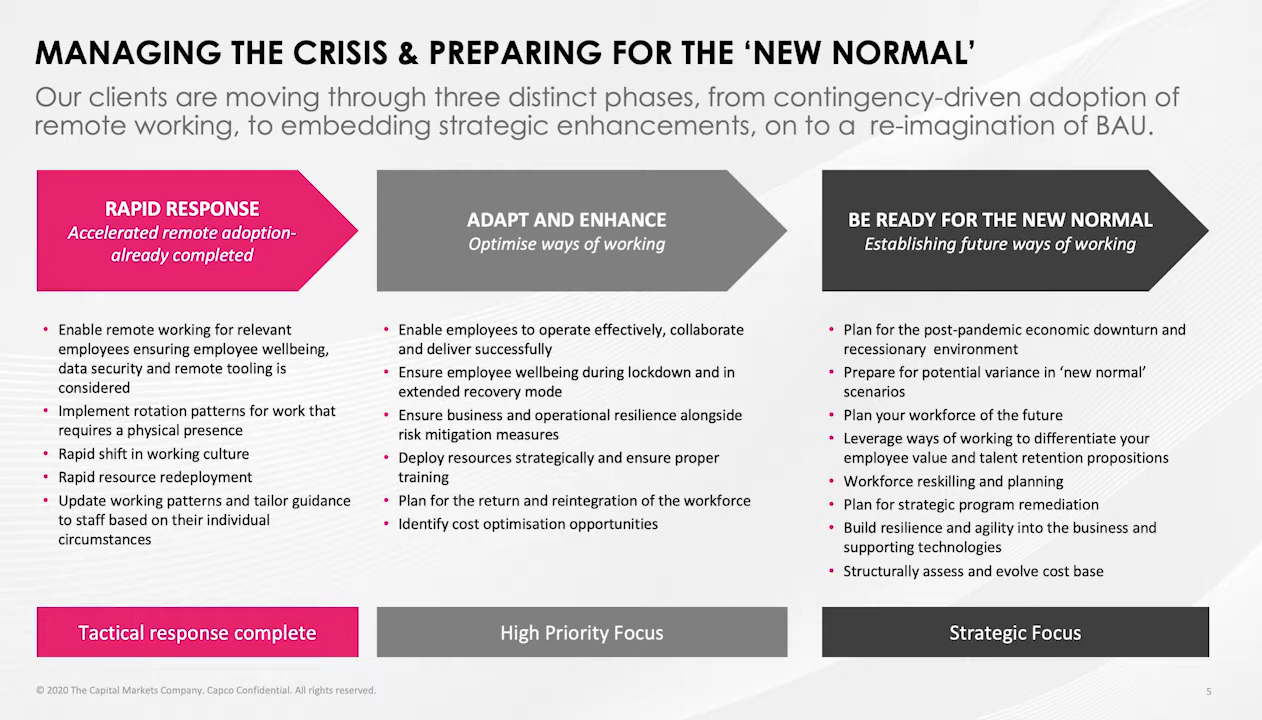 MANAGING THE CRISIS & PREPARING FOR THE ‘NEW NORMAL’
Our clients are moving through three distinct phases, from contingency-driven adoption of
remote working, to embedding strategic enhancements, on to a re-imagination of BAU.
RAPID RESPONSE
Accelerated remote adoption-
already completed
• Enable remote working for relevant
employees ensuring employee wellbeing,
data security and remote tooling is
considered
• Implement rotation patterns for work that
requires a physical presence
• Rapid shift in working culture
• Rapid resource redeployment
• Update working patterns and tailor guidance
to staff based on their individual
circumstances
Tactical response complete
ADAPT AND ENHANCE
Optimise ways of working
• Enable employees to operate effectively, collaborate
and deliver successfully
• Ensure employee wellbeing during lockdown and in
extended recovery mode
• Ensure business and operational resilience alongside
risk mitigation measures
• Deploy resources strategically and ensure proper
training
• Plan for the return and reintegration of the workforce
• Identify cost optimisation opportunities
High Priority Focus
BE READY FOR THE NEW NORMAL
Establishing future ways of working
• Plan for the post-pandemic economic downturn and
recessionary environment
• Prepare for potential variance in ‘new normal’
scenarios
• Plan your workforce of the future
• Leverage ways of working to differentiate your
employee value and talent retention propositions
• Workforce reskilling and planning
• Plan for strategic program remediation
• Build resilience and agility into the business and
supporting technologies
• Structurally assess and evolve cost base
Strategic Focus
© 2020 The Capital Markets Company. Capco Confidential. All rights reserved.
5